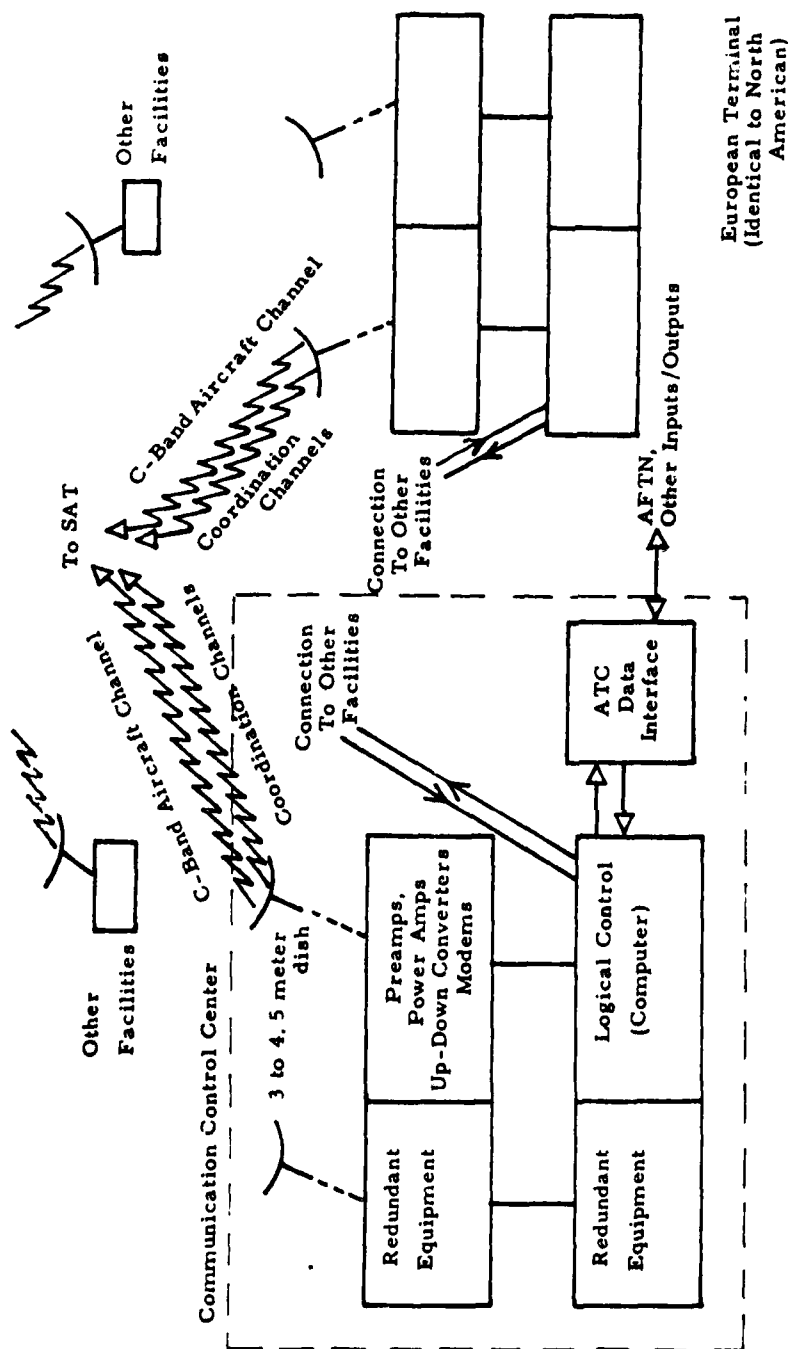 Other
Facilities
Communication Control Center
3 to 4.5 meter
dish
C-Band Aircraft Channel
Coordination Channels
To SAT
C-Band Aircraft Channel
Coordination
Channels
Other
Facilities
Redundant
Equipment
Preamps,
Power Amps
Up-Down Converters
Modems
Connection
To Other
Facilities
Connection
To Other
Facilities
Redundant
Equipment
Logical Control
(Computer)
ATC
Data
Interface
AFTN,
Other Inputs/Outputs
European Terminal
(Identical to North
American)